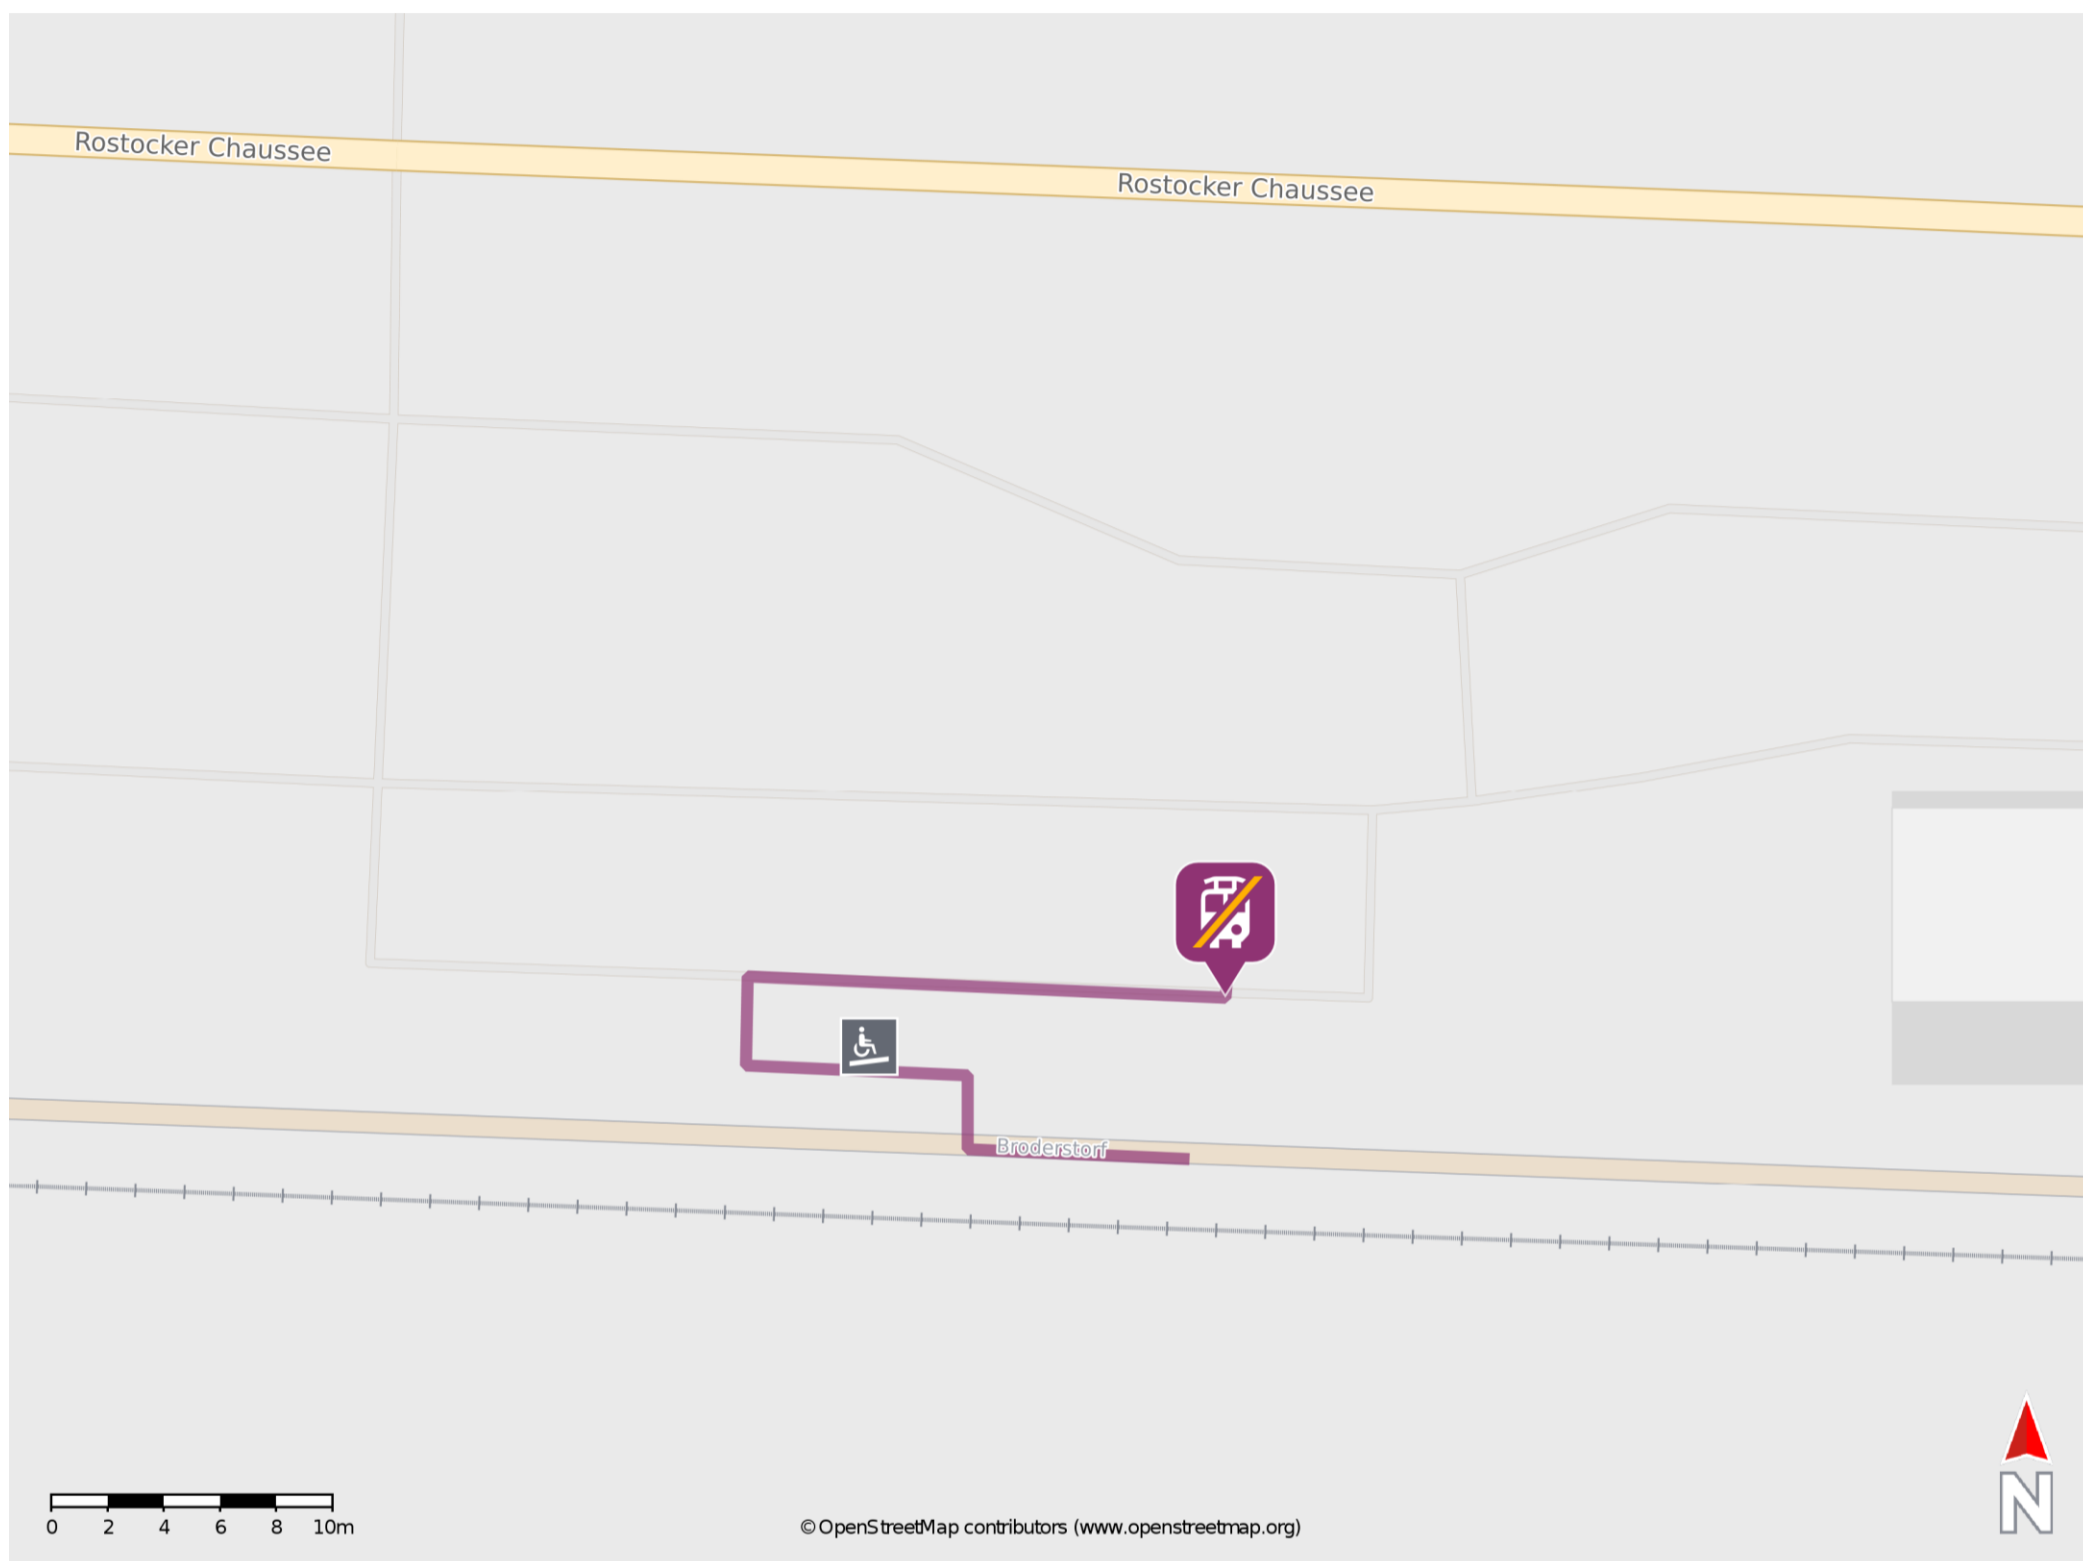 Rostocker Chaussee
Rostocker Chaussee
Broderstorf
0 2 4 6 8 10m
©OpenStreetMap contributors (www.openstreetmap.org)
N